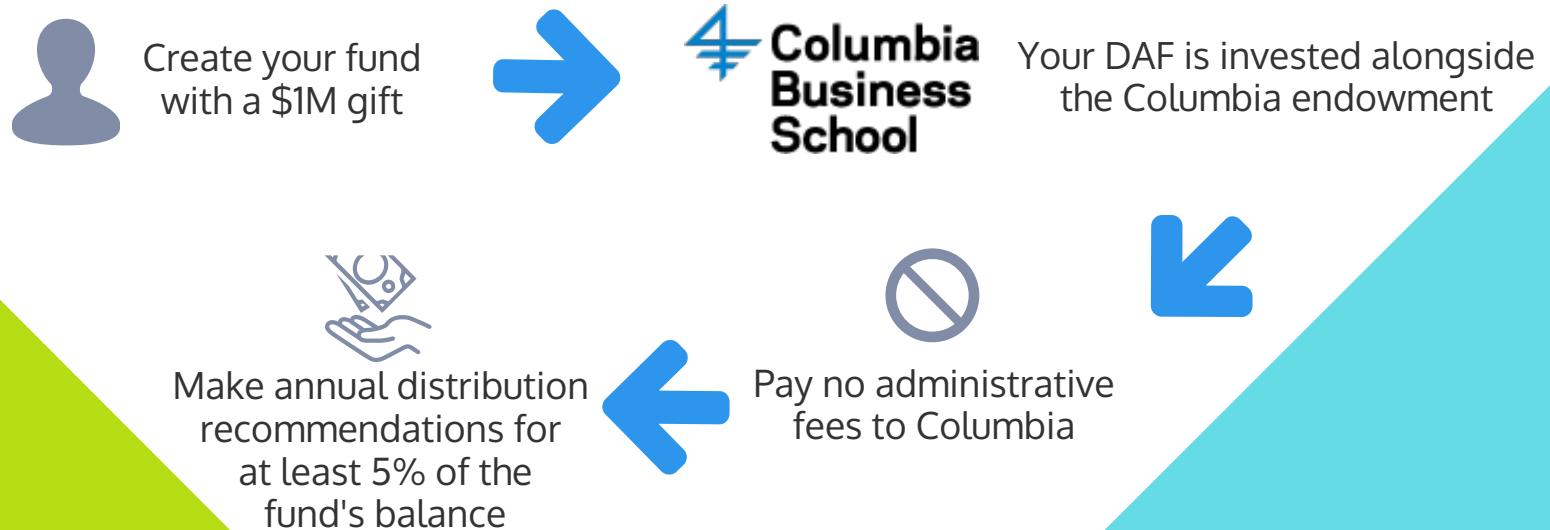 Create your fund
with a $1M gift
Columbia
Business
School
Your DAF is invested alongside
the Columbia endowment
Pay no administrative
fees to Columbia
Make annual distribution
recommendations for
at least 5% of the
fund's balance